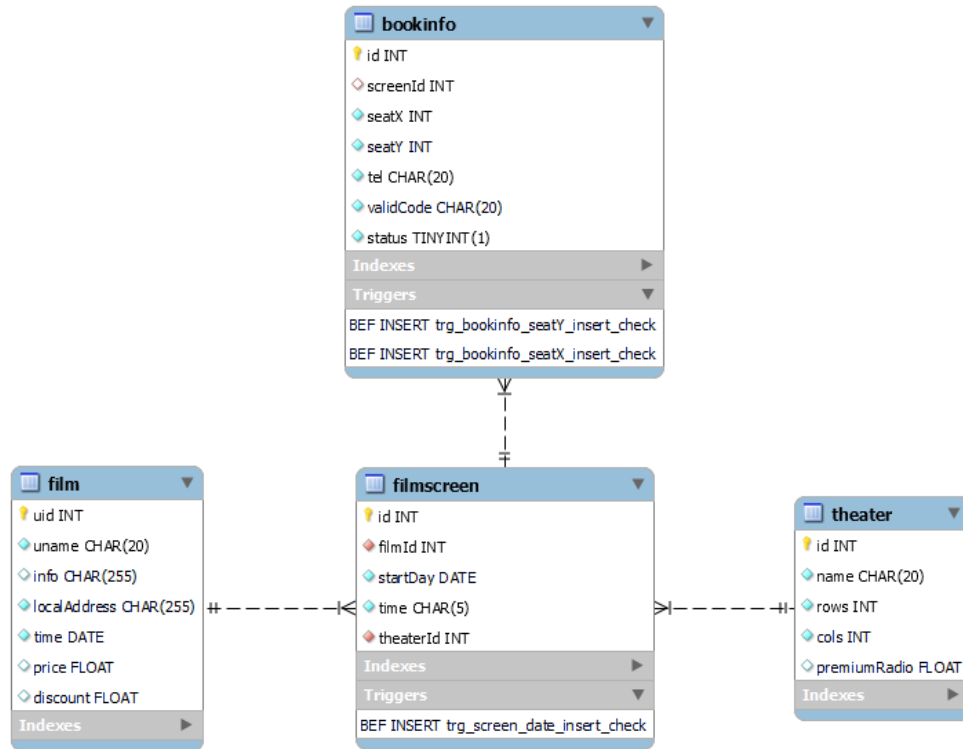 bookinfo
id INT
screenId INT
seatX INT
seatY INT
tel CHAR(20)
validCode CHAR(20)
status TINYINT(1)
Indexes
Triggers
BEF INSERT trg_bookinfo_seatY_insert_check
BEF INSERT trg_bookinfo_seatX_insert_check
film
uid INT
uname CHAR(20)
info CHAR(255)
localAddress CHAR(255)
time DATE
price FLOAT
discount FLOAT
Indexes
filmscreen
id INT
filmId INT
startDay DATE
time CHAR(5)
theaterId INT
Indexes
Triggers
BEF INSERT trg_screen_date_insert_check
theater
id INT
name CHAR(20)
rows INT
cols INT
premiumRadio FLOAT
Indexes